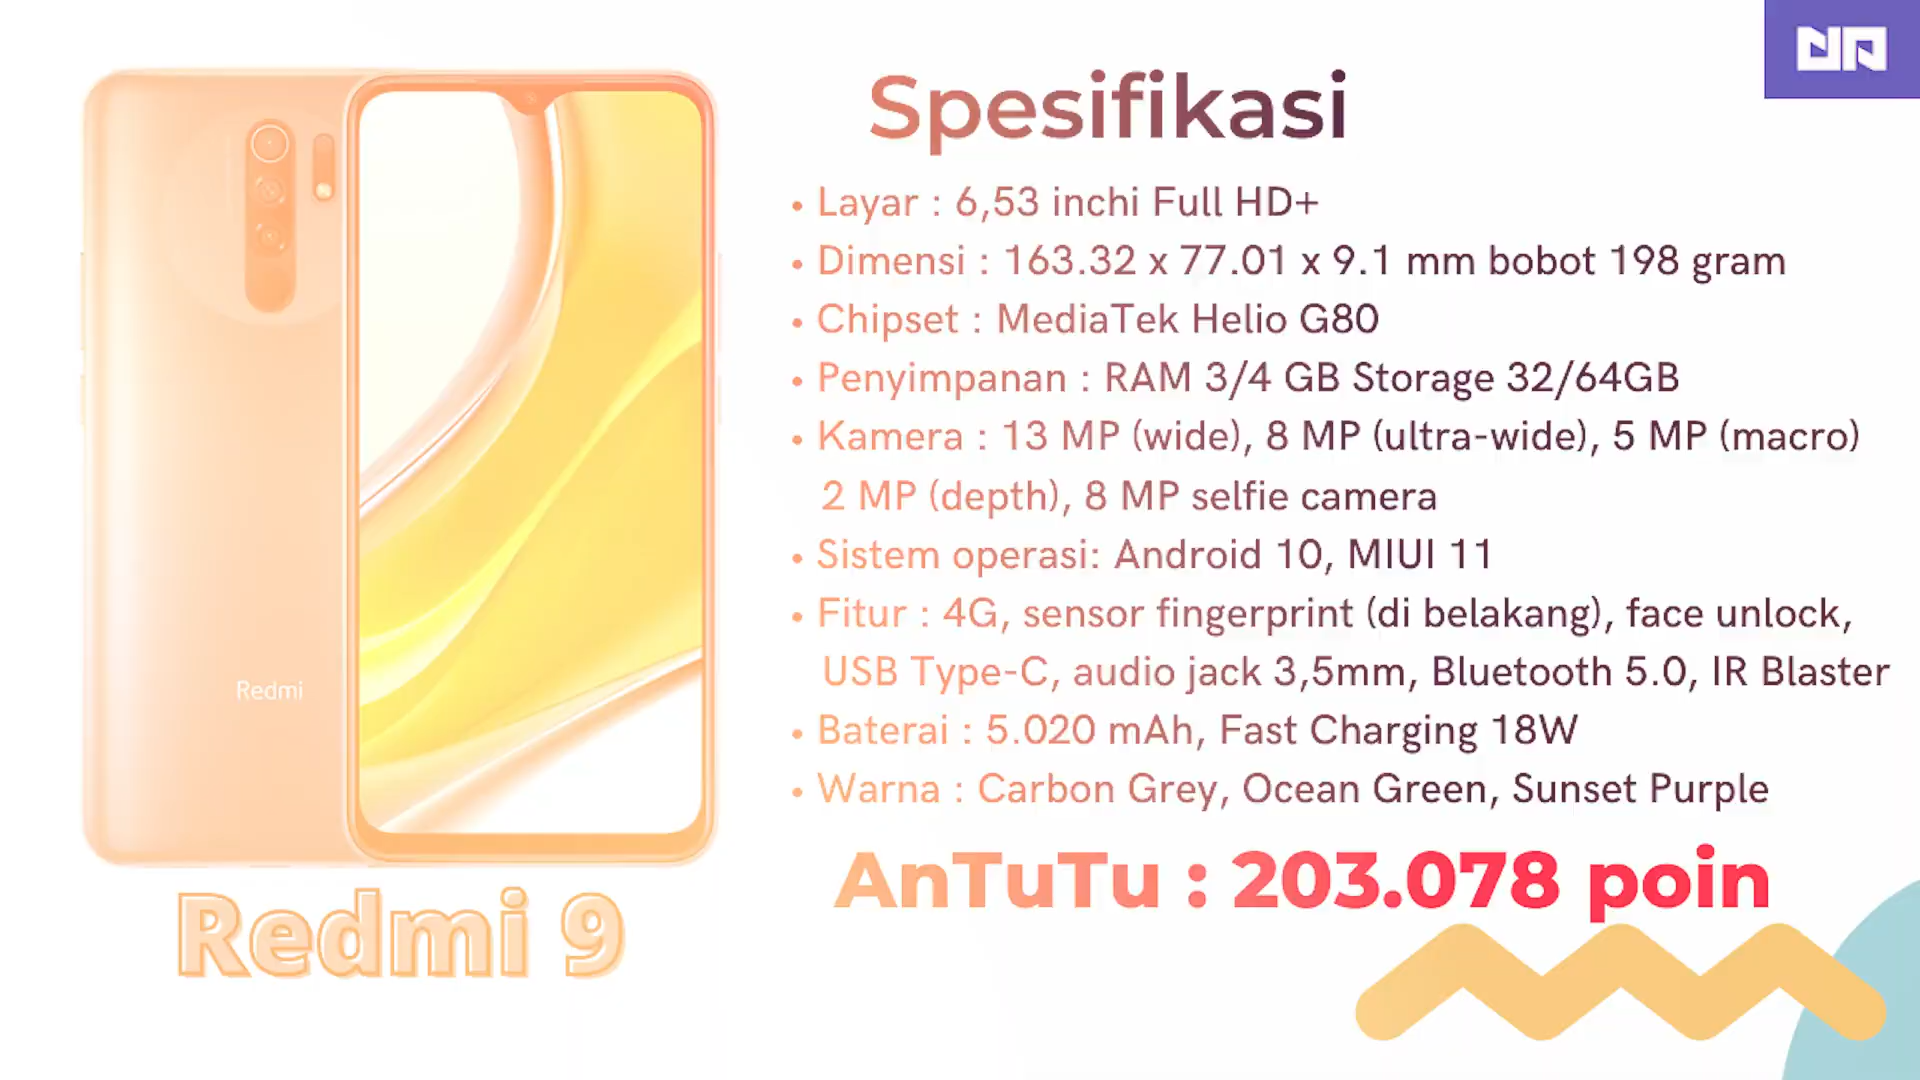 Spesifikasi
• Layar : 6,53 inchi Full HD+
• Dimensi : 163.32 x 77.01 x 9.1 mm bobot 198 gram
• Chipset : MediaTek Helio G80
• Penyimpanan : RAM 3/4 GB Storage 32/64GB
• Kamera : 13 MP (wide), 8 MP (ultra-wide), 5 MP (macro)
2 MP (depth), 8 MP selfie camera
• Sistem operasi: Android 10, MIUI 11
• Fitur : 4G, sensor fingerprint (di belakang), face unlock,
USB Type-C, audio jack 3,5mm, Bluetooth 5.0, IR Blaster
• Baterai : 5.020 mAh, Fast Charging 18W
• Warna : Carbon Grey, Ocean Green, Sunset Purple
AnTuTu : 203.078 poin
Redmi
Redmi 9